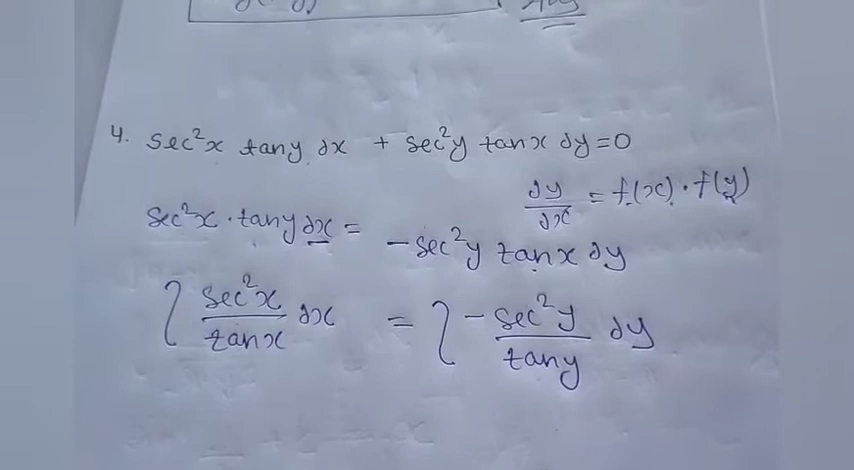 4. sec²x tany dx + sec²y tanx dy = 0
dy/dx = f(x) · f(y)
sec²x · tany dx = - sec²y tanx dy
∫ sec²x/tanx dx = ∫ - sec²y/tany dy